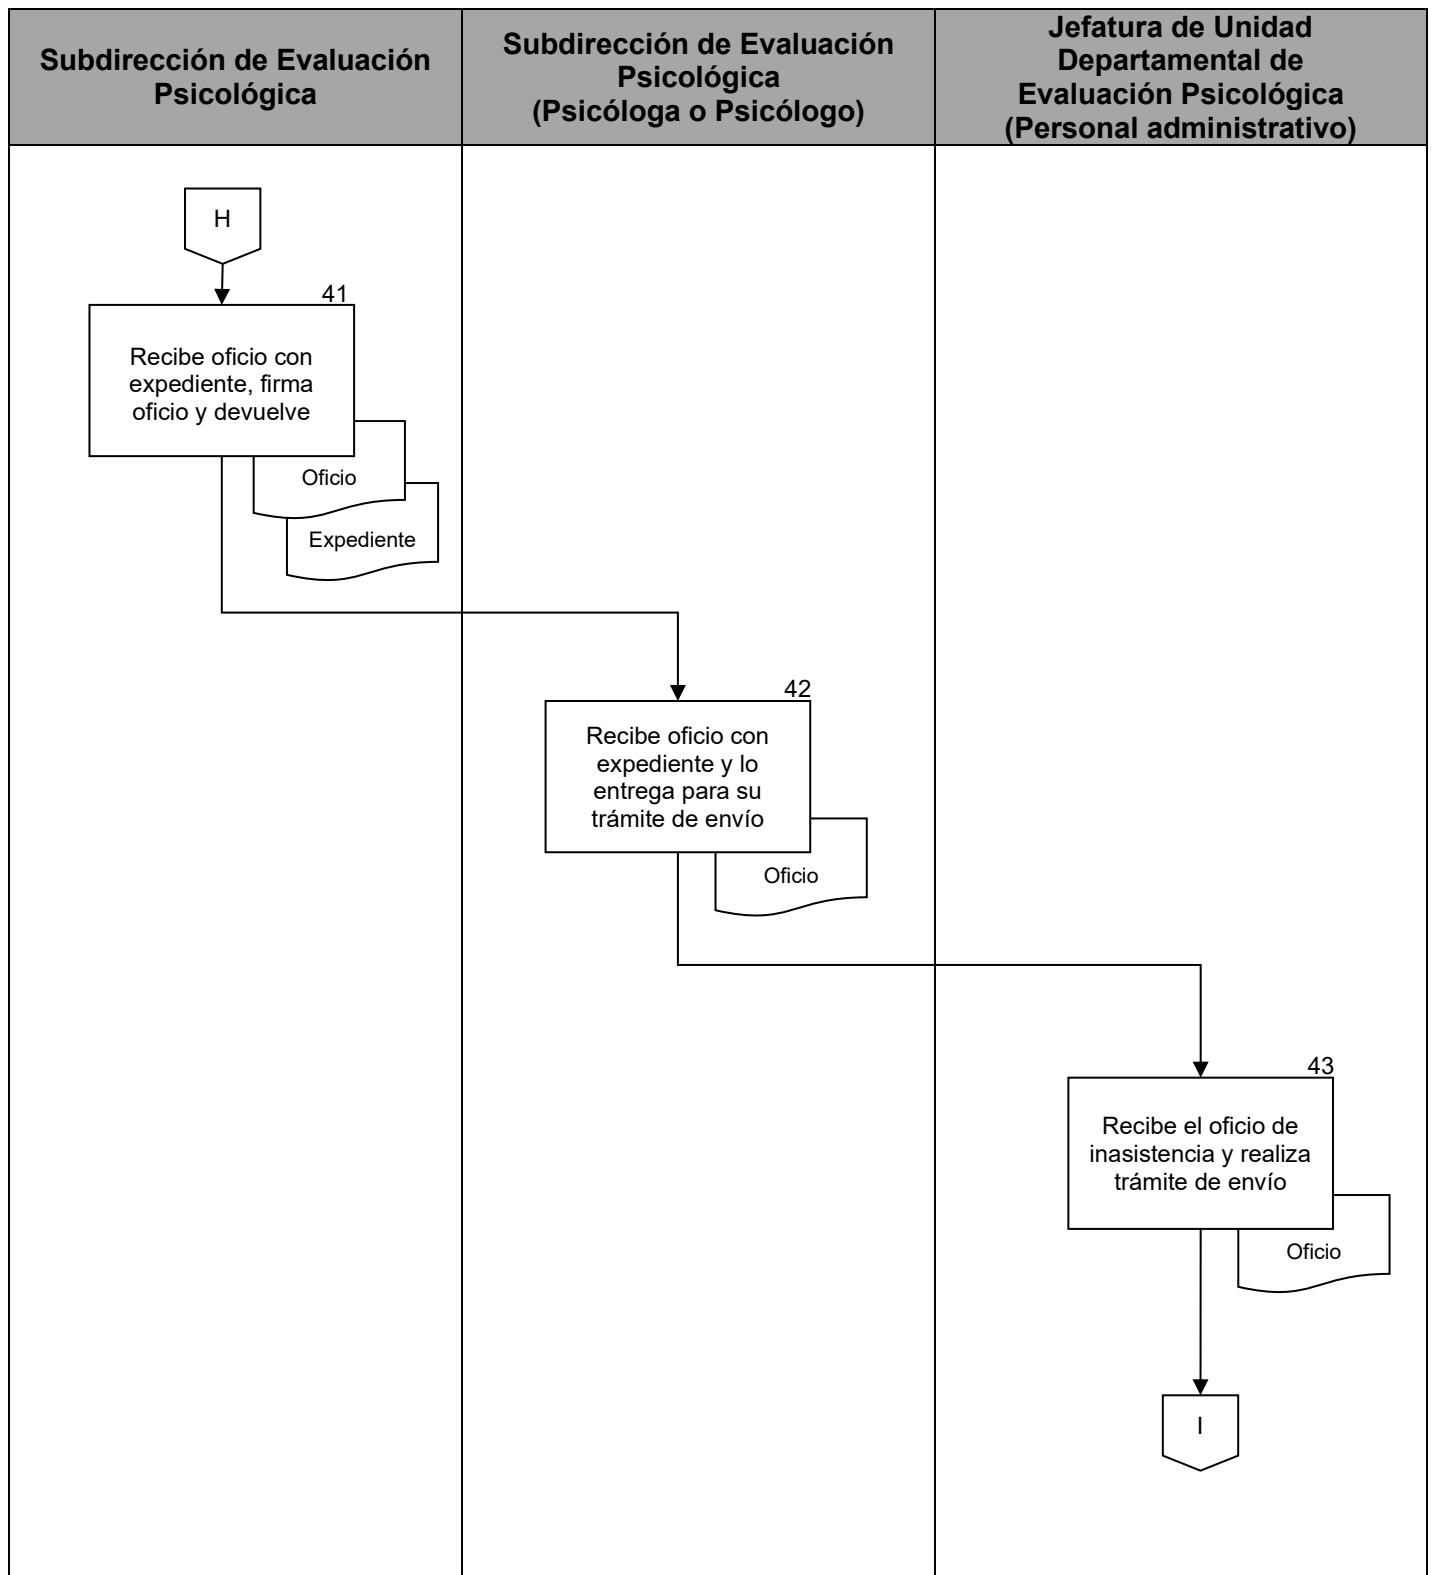 Subdirección de Evaluación
Psicológica
Subdirección de Evaluación
Psicológica
(Psicóloga o Psicólogo)
Jefatura de Unidad
Departamental de
Evaluación Psicológica
(Personal administrativo)
H
41
Recibe oficio con
expediente, firma
oficio y devuelve
Oficio
Expediente
42
Recibe oficio con
expediente y lo
entrega para su
trámite de envío
Oficio
43
Recibe el oficio de
inasistencia y realiza
trámite de envío
Oficio
I